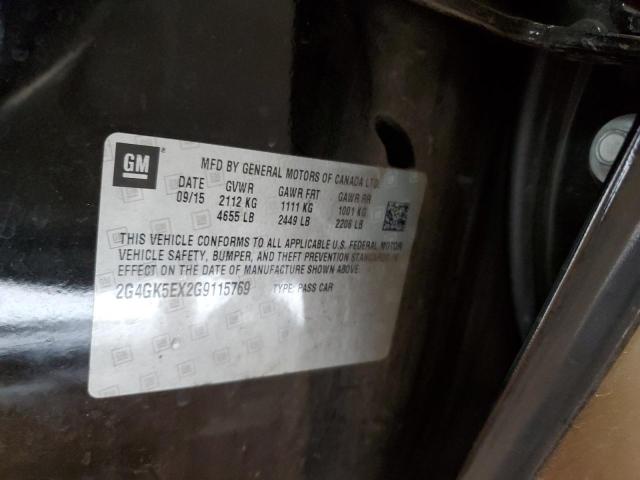 GM
MFD BY GENERAL MOTORS OF CANADA LTD.
DATE GVWR GAWR FRT GAWR RR
09/15 2112 KG 1111 KG 1001 KG
4655 LB 2449 LB 2206 LB
THIS VEHICLE CONFORMS TO ALL APPLICABLE U.S. FEDERAL MOTOR
VEHICLE SAFETY, BUMPER, AND THEFT PREVENTION STANDARDS IN
EFFECT ON THE DATE OF MANUFACTURE SHOWN ABOVE.
2G4GK5EX2G9115769 TYPE: PASS CAR